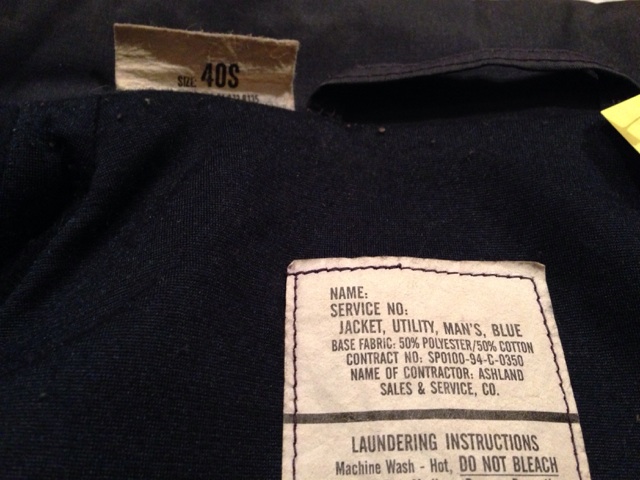 SIZE 40S
NAME:
SERVICE NO:
JACKET, UTILITY, MAN'S, BLUE
BASE FABRIC: 50% POLYESTER/50% COTTON
CONTRACT NO: SPO100-94-C-0350
NAME OF CONTRACTOR: ASHLAND
SALES & SERVICE, CO.
LAUNDERING INSTRUCTIONS
Machine Wash - Hot, DO NOT BLEACH